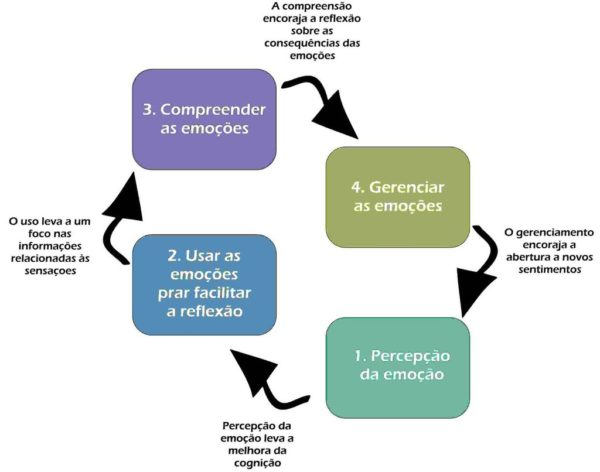 A compreensão
encoraja a reflexão
sobre as
consequências das
emoções
3. Compreender
as emoções
4. Gerenciar
as emoções
O uso leva a um
foco nas
informações
relacionadas às
sensaçoes
O gerenciamento
encoraja a
abertura a novos
sentimentos
2. Usar as
emoções
prar facilitar
a reflexão
1. Percepção
da emoção
Percepção da
emoção leva a
melhora da
cognição